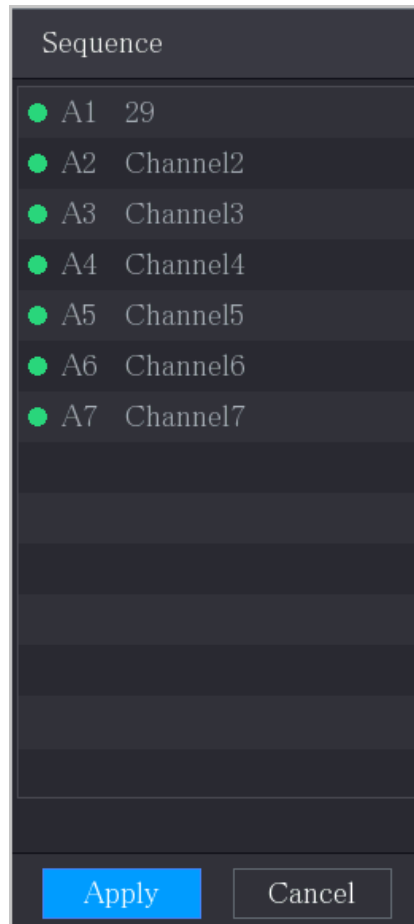 Sequence
A1 29
A2 Channel2
A3 Channel3
A4 Channel4
A5 Channel5
A6 Channel6
A7 Channel7
Apply Cancel